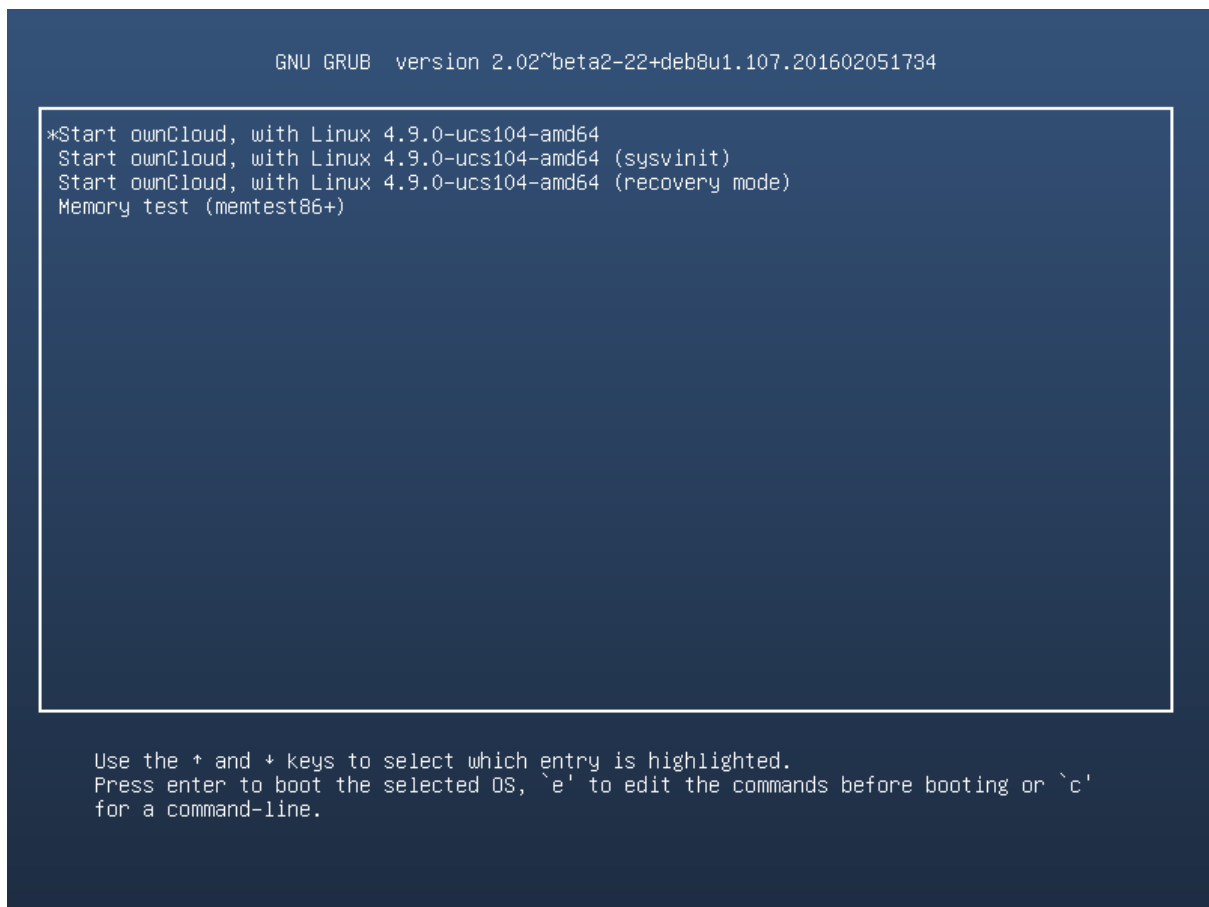 GNU GRUB  version 2.02~beta2-22+deb8u1.107.201602051734
*Start ownCloud, with Linux 4.9.0-ucs104-amd64
Start ownCloud, with Linux 4.9.0-ucs104-amd64 (sysvinit)
Start ownCloud, with Linux 4.9.0-ucs104-amd64 (recovery mode)
Memory test (memtest86+)
Use the ↑ and ↓ keys to select which entry is highlighted.
Press enter to boot the selected OS, `e' to edit the commands before booting or `c'
for a command-line.